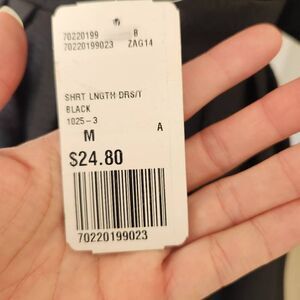 70220199 8
70220199023 ZAG14
SHRT LNGTH DRS/T
BLACK
1025-3
M A
$24.80
70220199023